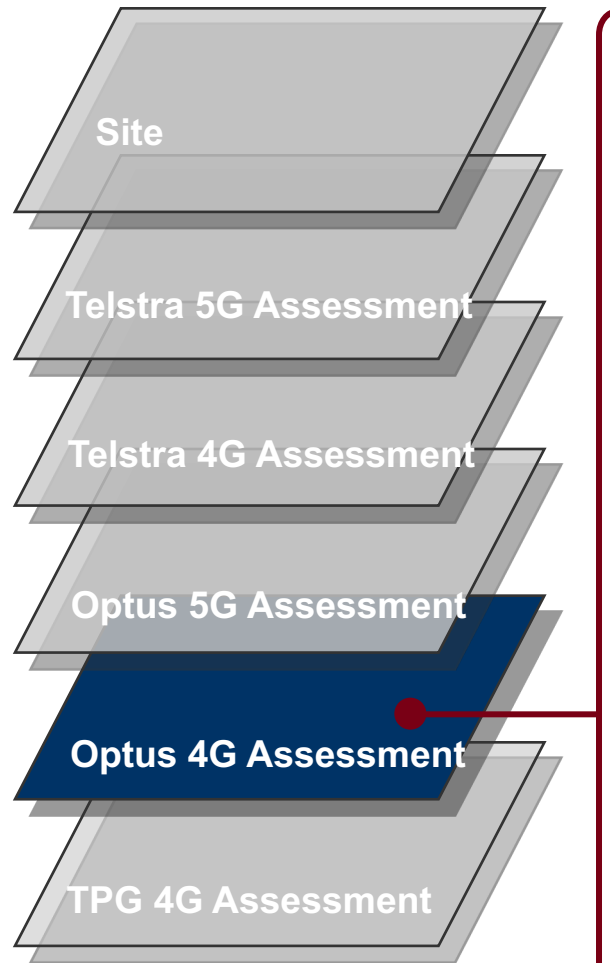 Site
Telstra 5G Assessment
Telstra 4G Assessment
Optus 5G Assessment
Optus 4G Assessment
TPG 4G Assessment